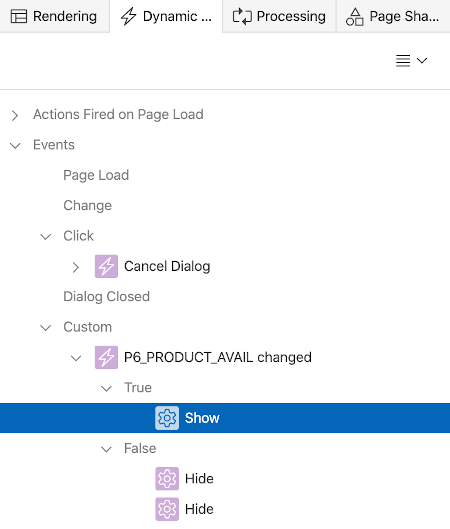 Rendering Dynamic ... Processing Page Sha...
Actions Fired on Page Load
Events
Page Load
Change
Click
Cancel Dialog
Dialog Closed
Custom
P6_PRODUCT_AVAIL changed
True
Show
False
Hide
Hide